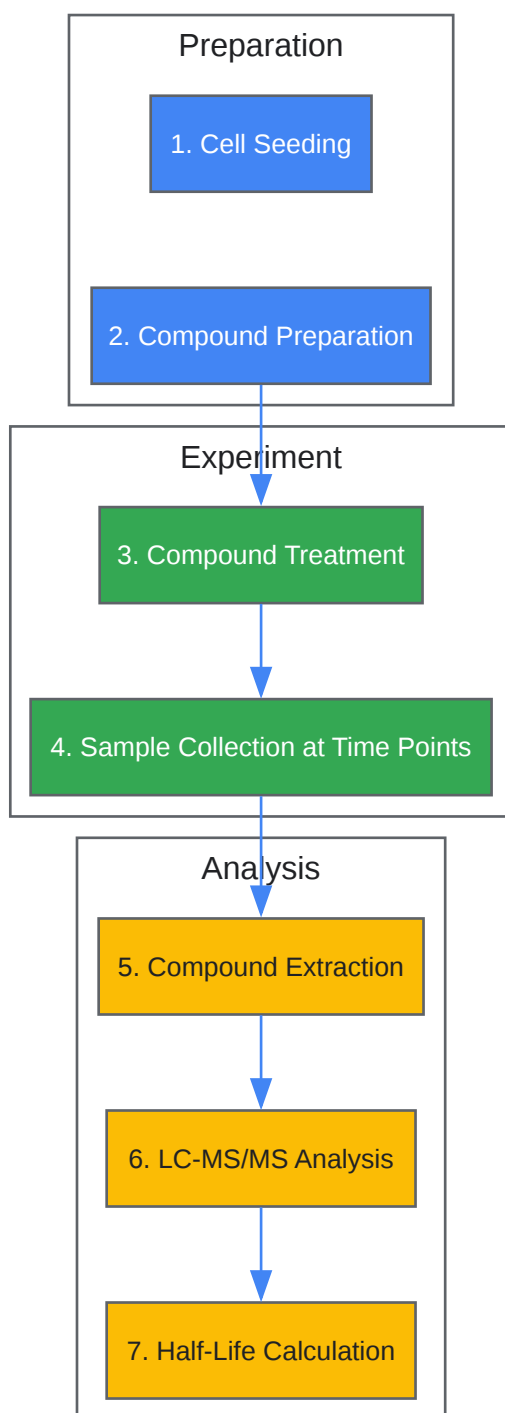 Preparation
1. Cell Seeding
2. Compound Preparation
Experiment
3. Compound Treatment
4. Sample Collection at Time Points
Analysis
5. Compound Extraction
6. LC-MS/MS Analysis
7. Half-Life Calculation